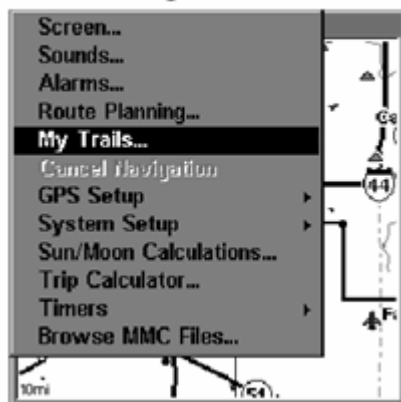 Screen...
Sounds...
Alarms...
Route Planning...
My Trails...
Cancel Navigation
GPS Setup
System Setup
Sun/Moon Calculations...
Trip Calculator...
Timers
Browse MMC Files...
44
10mi